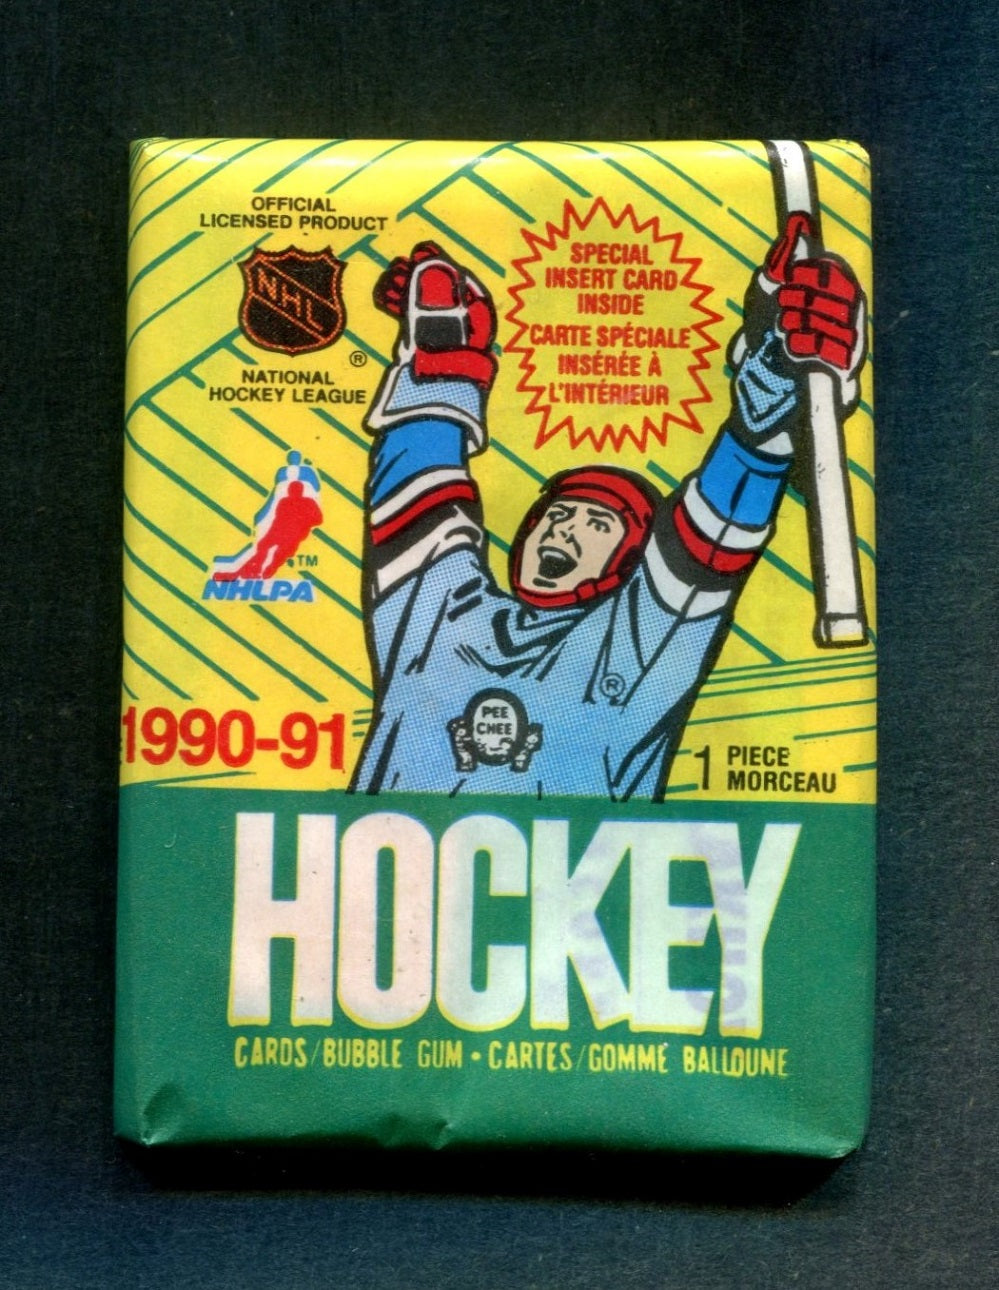 OFFICIAL
LICENSED PRODUCT
NHL
®
NATIONAL
HOCKEY LEAGUE
SPECIAL
INSERT CARD
INSIDE
CARTE SPÉCIALE
INSÉRÉE À
L'INTÉRIEUR
TM
NHLPA
®
PEE
CHEE
1990-91
1 PIECE
MORCEAU
HOCKEY
CARDS/BUBBLE GUM • CARTES/GOMME BALLOUNE